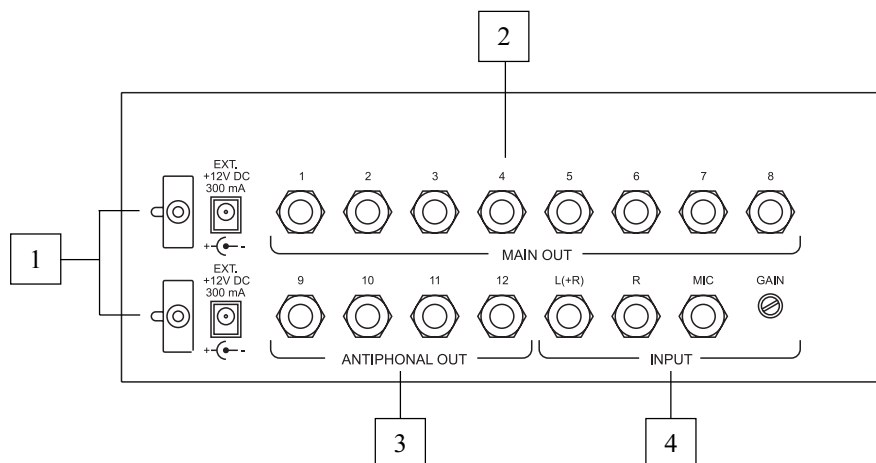 2
EXT.
+12V DC
300 mA
1 2 3 4 5 6 7 8
+ -
MAIN OUT
1
EXT.
+12V DC
300 mA
9 10 11 12 L(+R) R MIC GAIN
+ -
ANTIPHONAL OUT INPUT
3 4